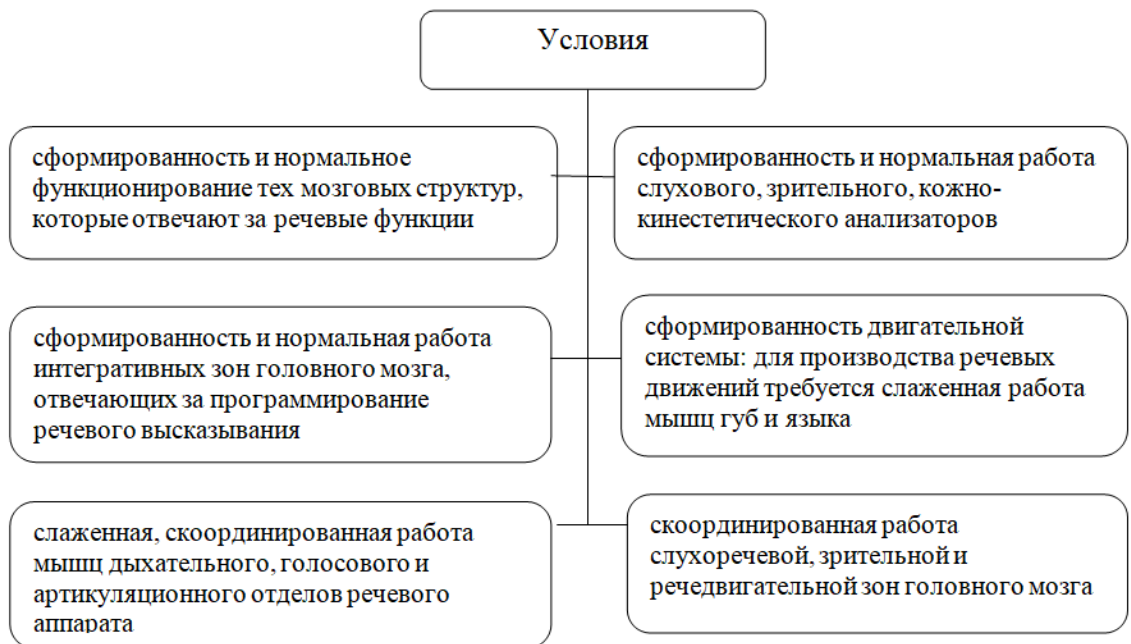 Условия
сформированность и нормальное
функционирование тех мозговых структур,
которые отвечают за речевые функции
сформированность и нормальная работа
слухового, зрительного, кожно-
кинестетического анализаторов
сформированность и нормальная работа
интегративных зон головного мозга,
отвечающих за программирование
речевого высказывания
сформированность двигательной
системы: для производства речевых
движений требуется слаженная работа
мышц губ и языка
слаженная, скоординированная работа
мышц дыхательного, голосового и
артикуляционного отделов речевого
аппарата
скоординированная работа
слухоречевой, зрительной и
речедвигательной зон головного мозга